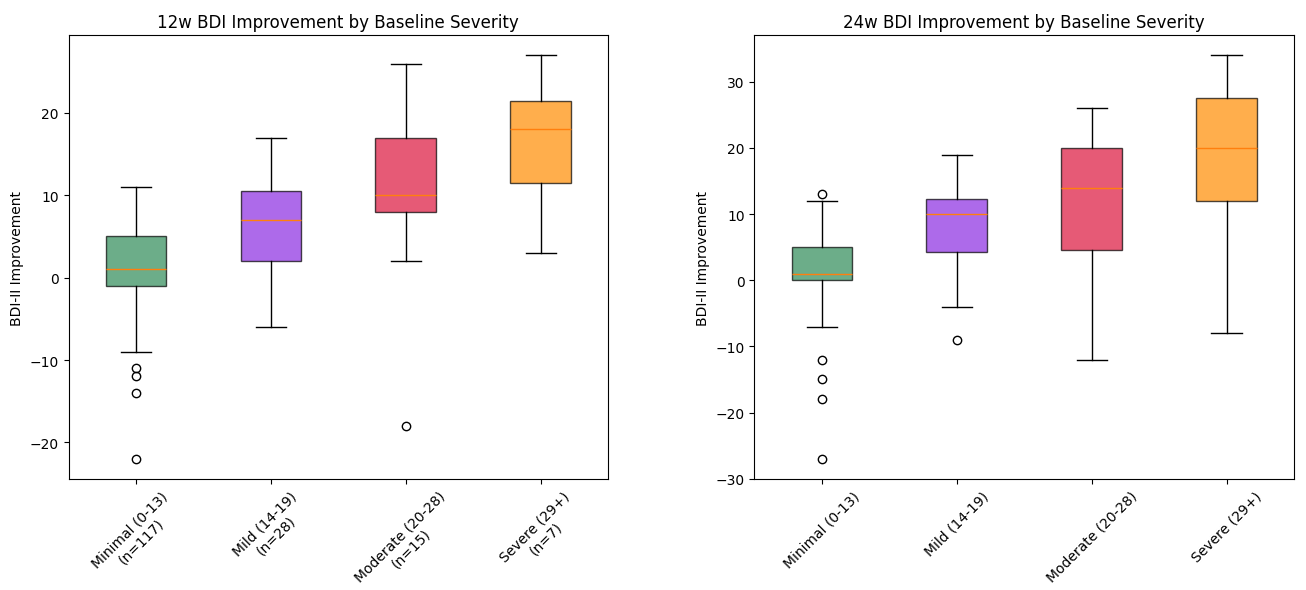 12w BDI Improvement by Baseline Severity
BDI-II Improvement
20
10
0
−10
−20
Minimal (0-13)
(n=117)
Mild (14-19)
(n=28)
Moderate (20-28)
(n=15)
Severe (29+)
(n=7)
24w BDI Improvement by Baseline Severity
BDI-II Improvement
30
20
10
0
−10
−20
−30
Minimal (0-13)
Mild (14-19)
Moderate (20-28)
Severe (29+)